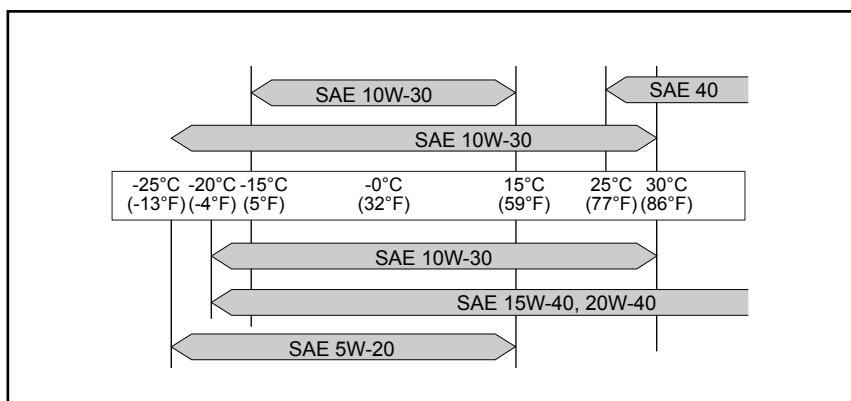 SAE 10W-30
SAE 40
SAE 10W-30
-25°C -20°C -15°C -0°C 15°C 25°C 30°C
(-13°F) (-4°F) (5°F) (32°F) (59°F) (77°F) (86°F)
SAE 10W-30
SAE 15W-40, 20W-40
SAE 5W-20